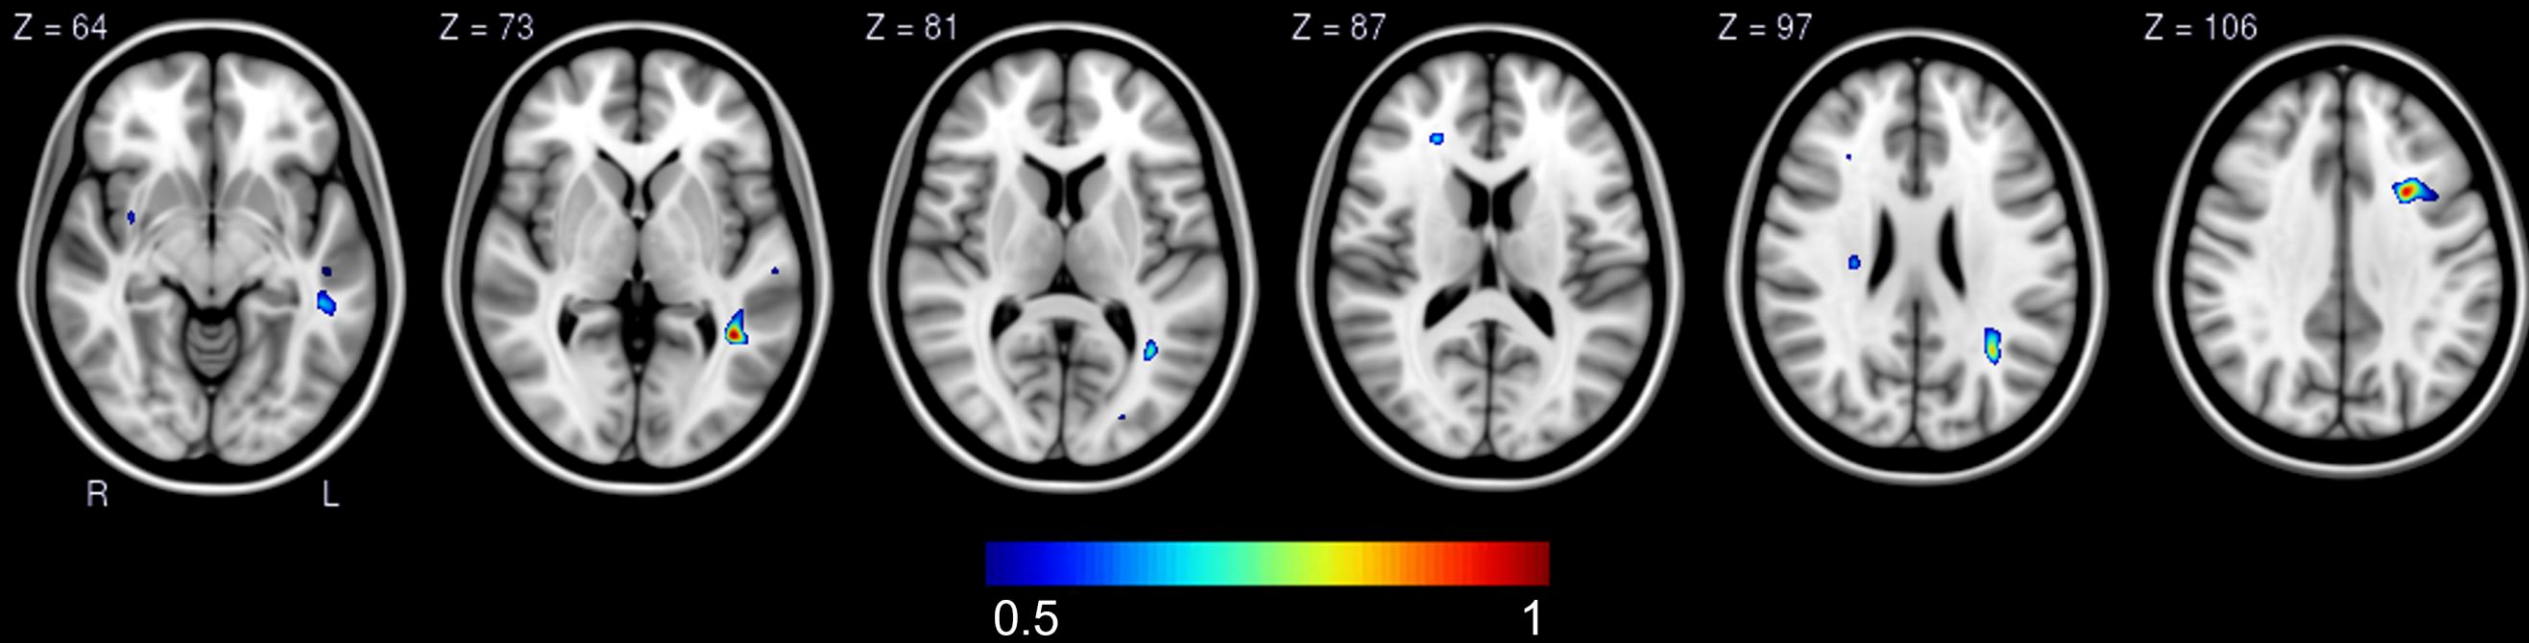 Z = 64
Z = 73
Z = 81
Z = 87
Z = 97
Z = 106
R
L
0.5
1